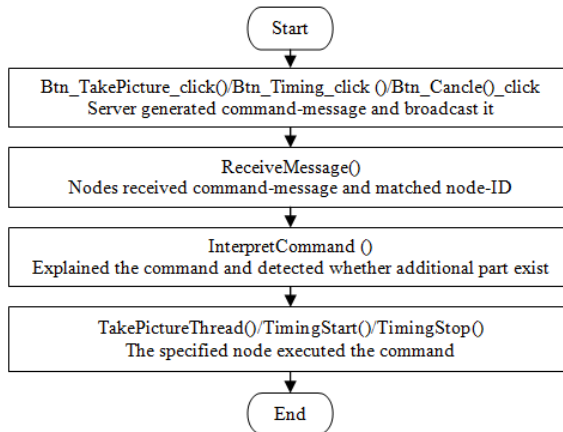 Start
Btn_TakePicture_click()/Btn_Timing_click ()/Btn_Cancle()_click
Server generated command-message and broadcast it
ReceiveMessage()
Nodes received command-message and matched node-ID
InterpretCommand ()
Explained the command and detected whether additional part exist
TakePictureThread()/TimingStart()/TimingStop()
The specified node executed the command
End